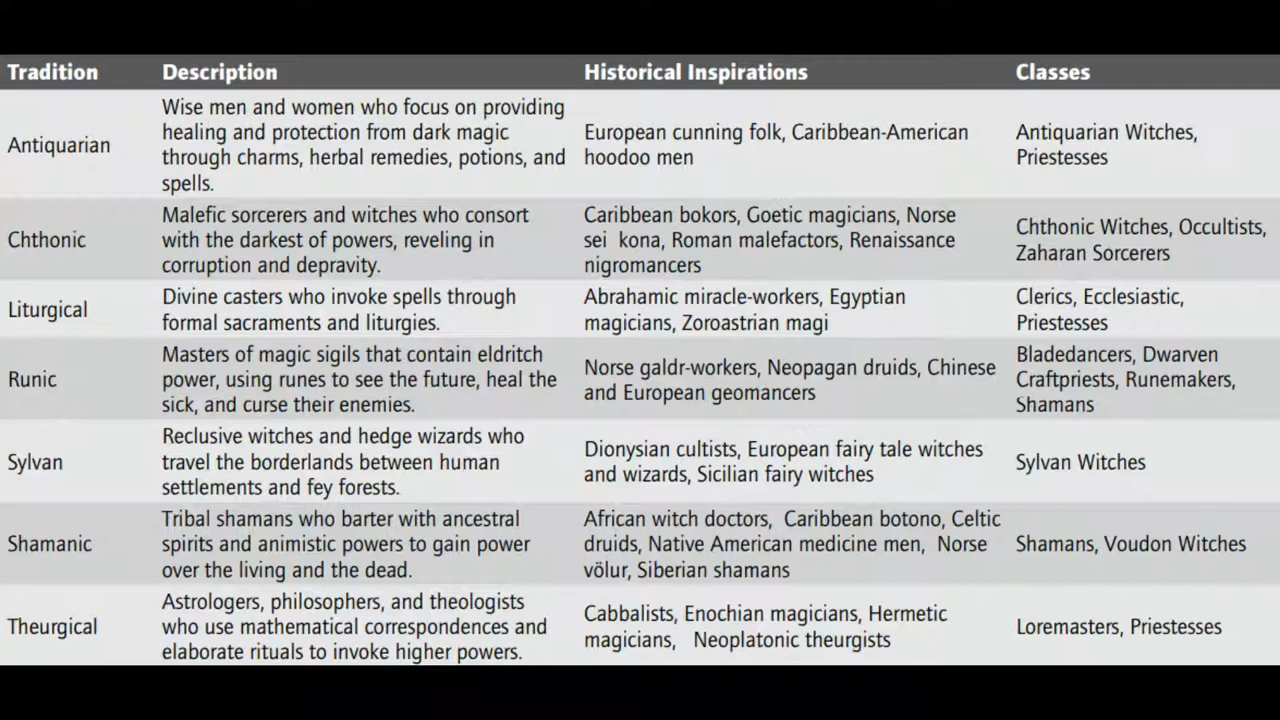 Tradition Description Historical Inspirations Classes
Antiquarian
Wise men and women who focus on providing
healing and protection from dark magic
through charms, herbal remedies, potions, and
spells.
European cunning folk, Caribbean-American
hoodoo men
Antiquarian Witches,
Priestesses
Chthonic
Malefic sorcerers and witches who consort
with the darkest of powers, reveling in
corruption and depravity.
Caribbean bokors, Goetic magicians, Norse
sei kona, Roman malefactors, Renaissance
nigromancers
Chthonic Witches, Occultists,
Zaharan Sorcerers
Liturgical
Divine casters who invoke spells through
formal sacraments and liturgies.
Abrahamic miracle-workers, Egyptian
magicians, Zoroastrian magi
Clerics, Ecclesiastic,
Priestesses
Runic
Masters of magic sigils that contain eldritch
power, using runes to see the future, heal the
sick, and curse their enemies.
Norse galdr-workers, Neopagan druids, Chinese
and European geomancers
Bladedancers, Dwarven
Craftpriests, Runemakers,
Shamans
Sylvan
Reclusive witches and hedge wizards who
travel the borderlands between human
settlements and fey forests.
Dionysian cultists, European fairy tale witches
and wizards, Sicilian fairy witches
Sylvan Witches
Shamanic
Tribal shamans who barter with ancestral
spirits and animistic powers to gain power
over the living and the dead.
African witch doctors, Caribbean botono, Celtic
druids, Native American medicine men, Norse
völur, Siberian shamans
Shamans, Voudon Witches
Theurgical
Astrologers, philosophers, and theologists
who use mathematical correspondences and
elaborate rituals to invoke higher powers.
Cabbalists, Enochian magicians, Hermetic
magicians, Neoplatonic theurgists
Loremasters, Priestesses